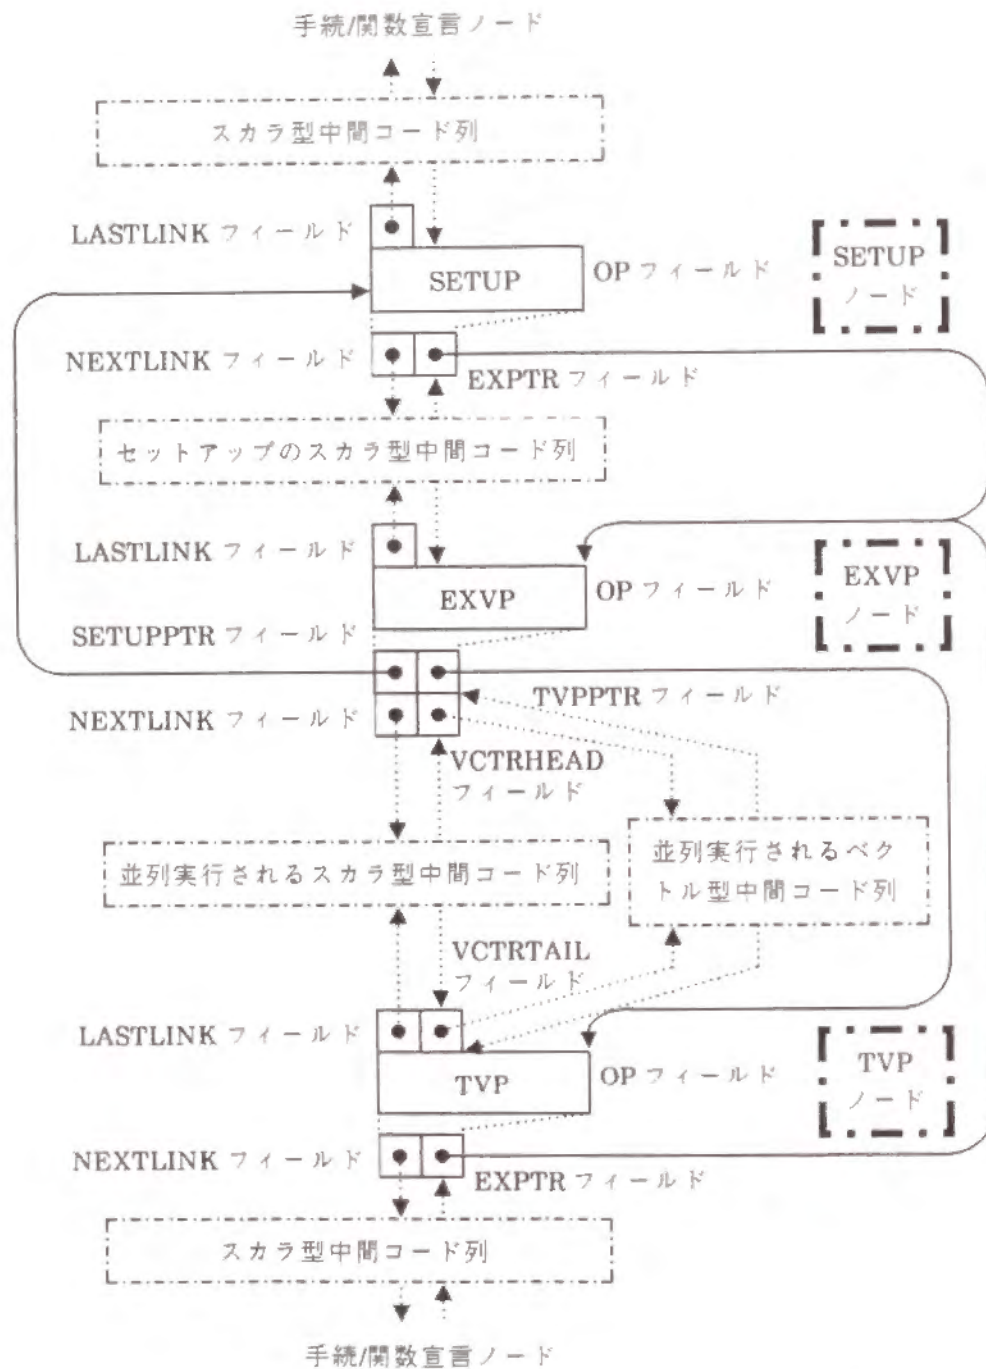 手続/関数宣言ノード
スカラ型中間コード列
LASTLINK フィールド
SETUP
OP フィールド
SETUP
ノード
NEXTLINK フィールド
EXPTR フィールド
セットアップのスカラ型中間コード列
LASTLINK フィールド
EXVP
OP フィールド
EXVP
ノード
SETUPPTR フィールド
TVPPTR フィールド
NEXTLINK フィールド
VCTRHEAD
フィールド
並列実行されるスカラ型中間コード列
並列実行されるベク
トル型中間コード列
VCTRTAIL
フィールド
LASTLINK フィールド
TVP
OP フィールド
TVP
ノード
NEXTLINK フィールド
EXPTR フィールド
スカラ型中間コード列
手続/関数宣言ノード